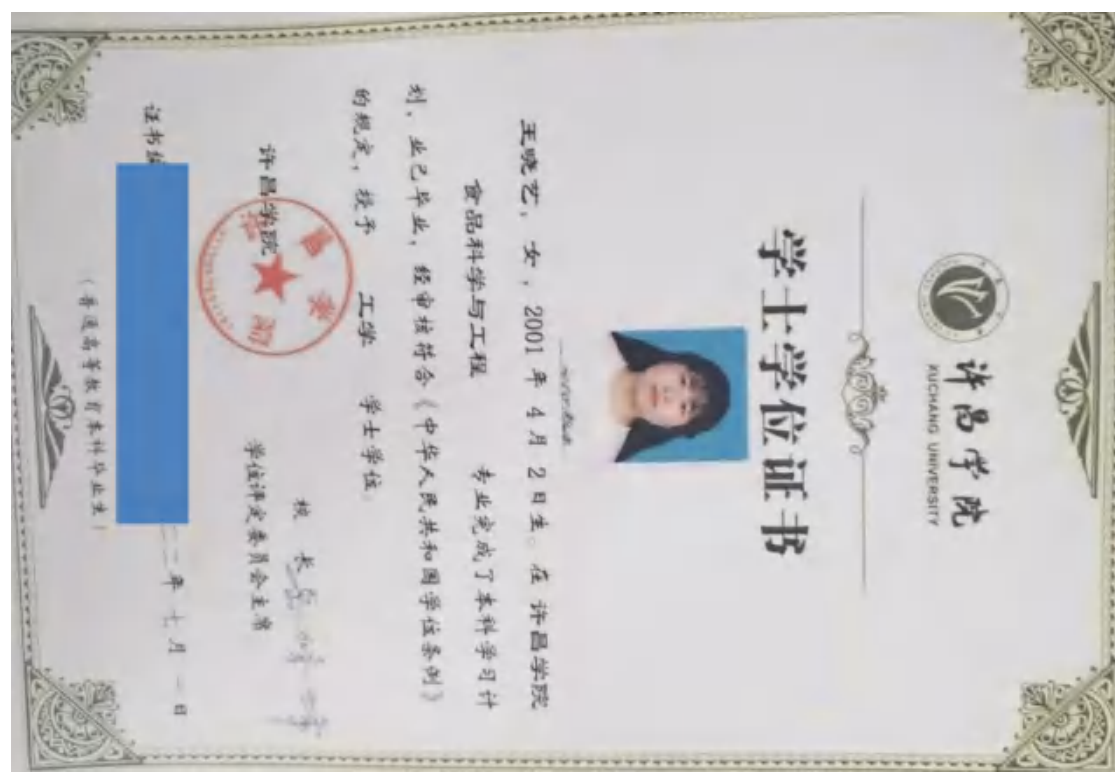 许昌学院
XUCHANG UNIVERSITY
学士学位证书
王晓艺，女，2001年4月2日生。在许昌学院
食品科学与工程 专业完成了本科学习计
划，业已毕业，经审核符合《中华人民共和国学位条例》
的规定，授予 工学 学士学位。
许昌学院
校 长
学位评定委员会主席
证书编
二年七月一日
（普通高等教育本科毕业生）